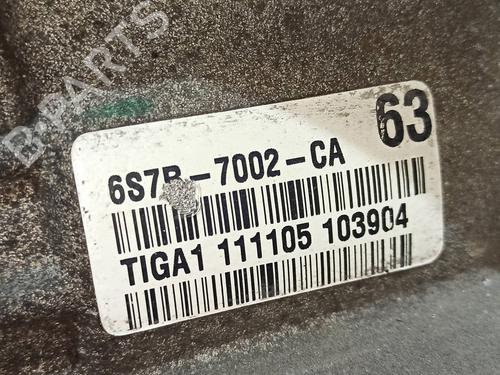 63
6S7R-7002-CA
TIGA1 111105 103904
B-PARTS